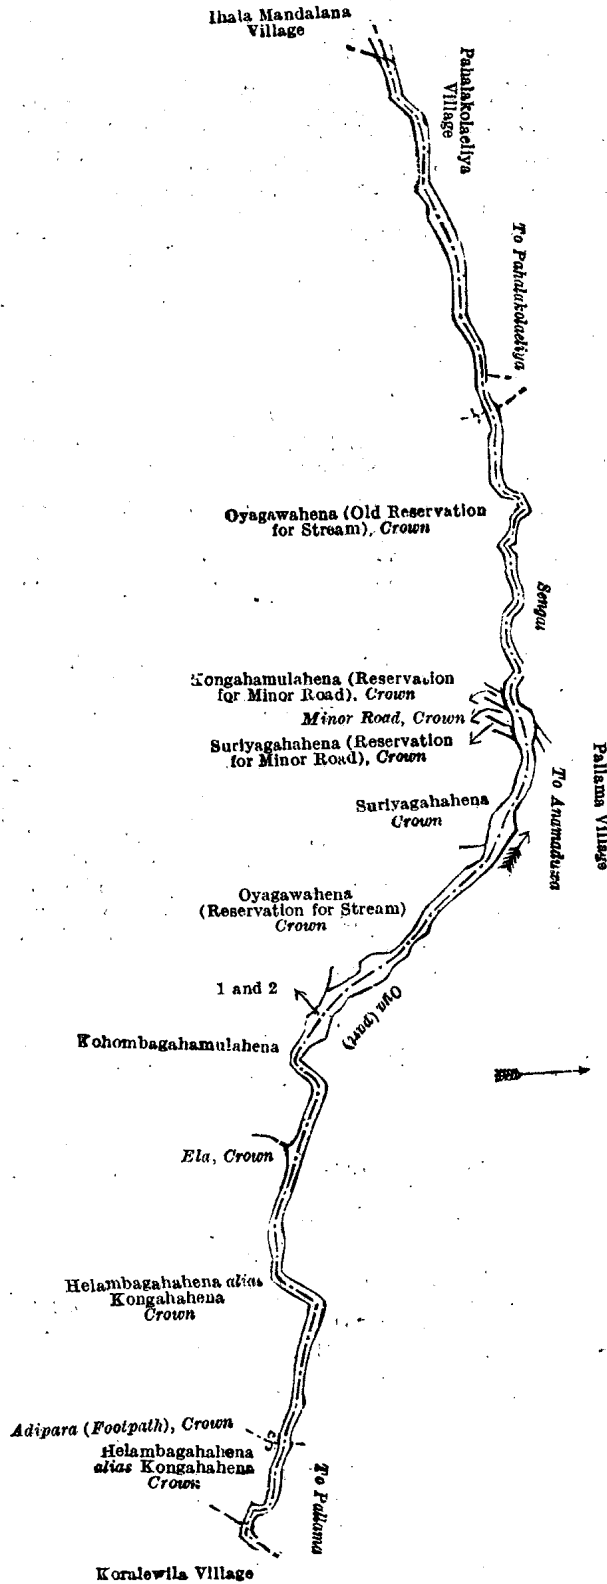 Ihala Mandalana
Village
Pahalakolaeliya
Village
To Pahalakolaeliya
Oyagawahena (Old Reservation
for Stream), Crown
Sengal
Kongahamulahena (Reservation
for Minor Road), Crown
Minor Road, Crown
Suriyagahahena (Reservation
for Minor Road), Crown
Pallama Village
To Anamaduwa
Suriyagahahena
Crown
Oyagawahena
(Reservation for Stream)
Crown
1 and 2
Oya (part)
Kohombagahamulahena
Ela, Crown
Helambagahahena alias
Kongahahena
Crown
Adipara (Footpath), Crown
Helambagahahena
alias Kongahahena
Crown
To Pallama
Koralewila Village